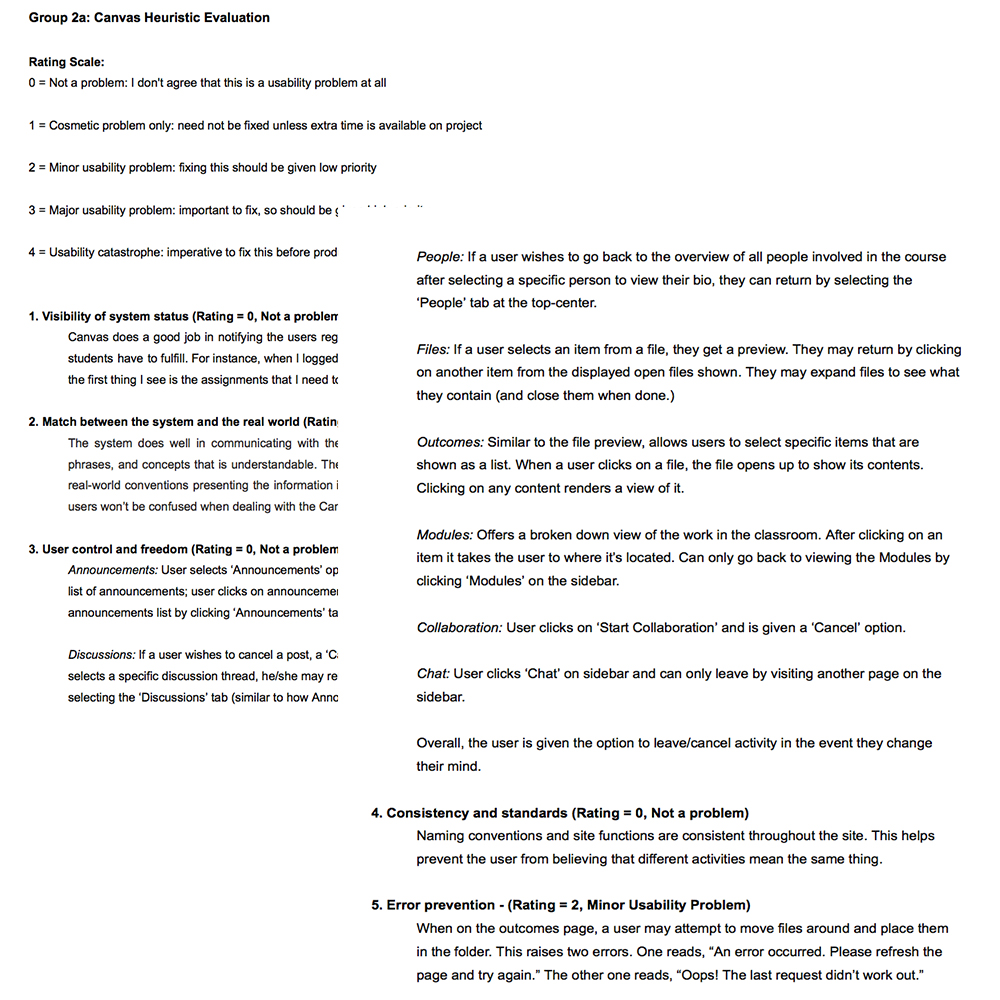 Group 2a: Canvas Heuristic Evaluation
Rating Scale:
0 = Not a problem: I don't agree that this is a usability problem at all
1 = Cosmetic problem only: need not be fixed unless extra time is available on project
2 = Minor usability problem: fixing this should be given low priority
3 = Major usability problem: important to fix, so should be
4 = Usability catastrophe: imperative to fix this before prod
1. Visibility of system status (Rating = 0, Not a problem
Canvas does a good job in notifying the users reg
students have to fulfill. For instance, when I logged
the first thing I see is the assignments that I need to
2. Match between the system and the real world (Rating
The system does well in communicating with the
phrases, and concepts that is understandable. The
real-world conventions presenting the information i
users won't be confused when dealing with the Can
3. User control and freedom (Rating = 0, Not a problem
Announcements: User selects ‘Announcements’ op
list of announcements; user clicks on announcemen
announcements list by clicking ‘Announcements’ ta
Discussions: If a user wishes to cancel a post, a ‘Ca
selects a specific discussion thread, he/she may re
selecting the ‘Discussions’ tab (similar to how Anno
People: If a user wishes to go back to the overview of all people involved in the course
after selecting a specific person to view their bio, they can return by selecting the
‘People’ tab at the top-center.
Files: If a user selects an item from a file, they get a preview. They may return by clicking
on another item from the displayed open files shown. They may expand files to see what
they contain (and close them when done.)
Outcomes: Similar to the file preview, allows users to select specific items that are
shown as a list. When a user clicks on a file, the file opens up to show its contents.
Clicking on any content renders a view of it.
Modules: Offers a broken down view of the work in the classroom. After clicking on an
item it takes the user to where it's located. Can only go back to viewing the Modules by
clicking ‘Modules’ on the sidebar.
Collaboration: User clicks on ‘Start Collaboration’ and is given a ‘Cancel’ option.
Chat: User clicks ‘Chat’ on sidebar and can only leave by visiting another page on the
sidebar.
Overall, the user is given the option to leave/cancel activity in the event they change
their mind.
4. Consistency and standards (Rating = 0, Not a problem)
Naming conventions and site functions are consistent throughout the site. This helps
prevent the user from believing that different activities mean the same thing.
5. Error prevention - (Rating = 2, Minor Usability Problem)
When on the outcomes page, a user may attempt to move files around and place them
in the folder. This raises two errors. One reads, “An error occurred. Please refresh the
page and try again.” The other one reads, “Oops! The last request didn’t work out.”